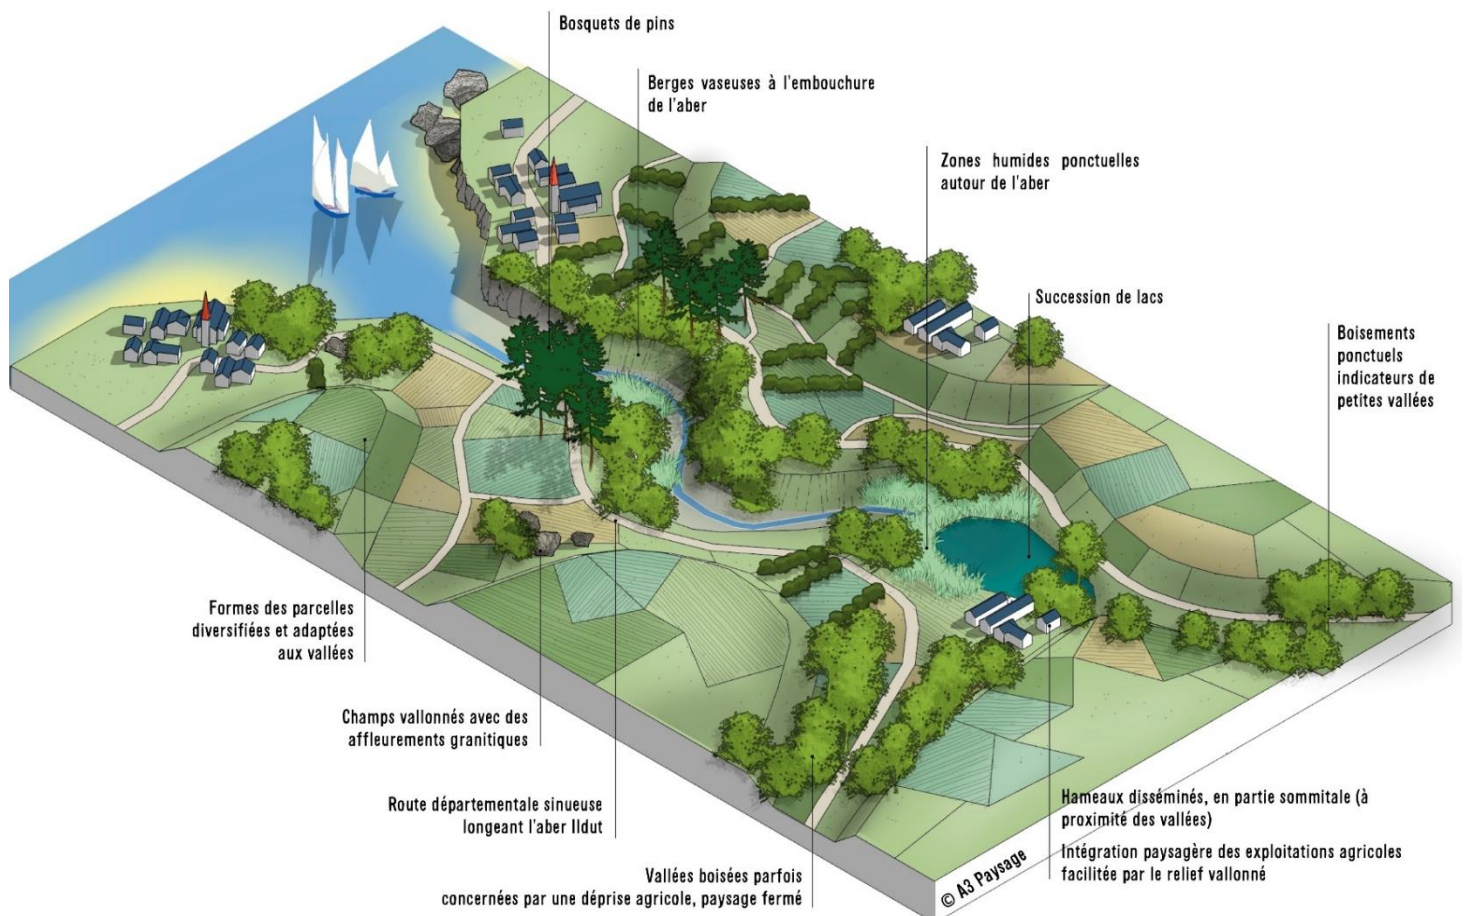 Bosquets de pins
Berges vaseuses à l'embouchure
de l'aber
Zones humides ponctuelles
autour de l'aber
Succession de lacs
Boisements
ponctuels
indicateurs de
petites vallées
Formes des parcelles
diversifiées et adaptées
aux vallées
Champs vallonnés avec des
affleurements granitiques
Route départementale sinueuse
longeant l'aber Ildut
Vallées boisées parfois
concernées par une déprise agricole, paysage fermé
Hameaux disséminés, en partie sommitale (à
proximité des vallées)
Intégration paysagère des exploitations agricoles
facilitée par le relief vallonné
© A3 Paysage